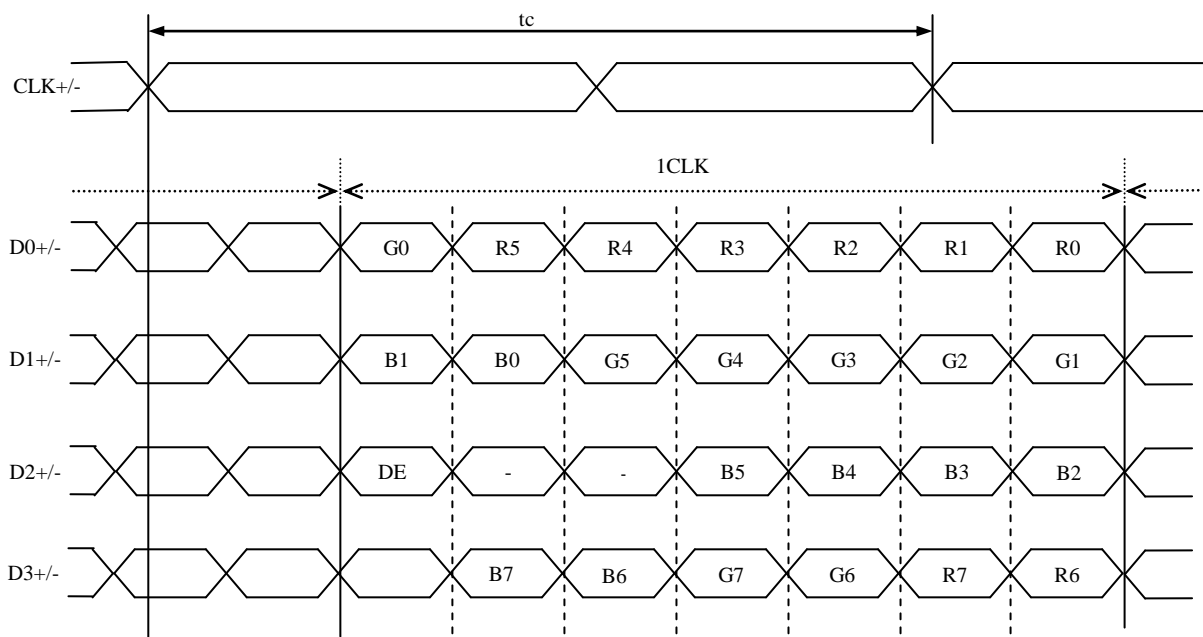 tc
CLK+/-
1CLK
D0+/- G0 R5 R4 R3 R2 R1 R0
D1+/- B1 B0 G5 G4 G3 G2 G1
D2+/- DE - - B5 B4 B3 B2
D3+/- B7 B6 G7 G6 R7 R6